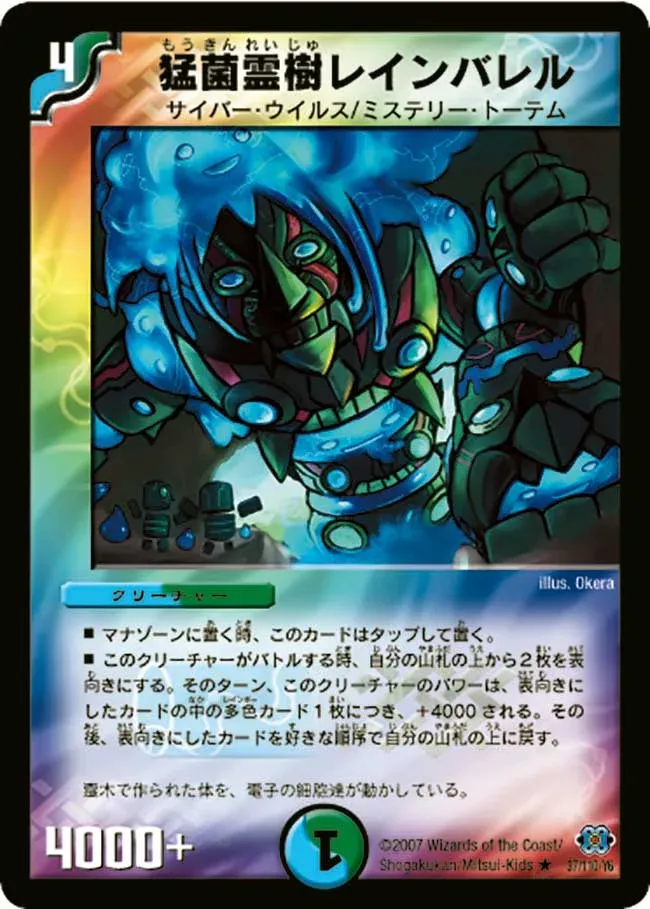 4
もうきんれいじゅ
猛菌霊樹レインバレル
サイバー・ウイルス/ミステリー・トーテム
illus. Okera
クリーチャー
■ マナゾーンに置く時、このカードはタップして置く。
■ このクリーチャーがバトルする時、自分の山札の上から2枚を表
向きにする。そのターン、このクリーチャーのパワーは、表向きに
したカードの中の多色カード1枚につき、+4000される。その
後、表向きにしたカードを好きな順序で自分の山札の上に戻す。
霊木で作られた体を、電子の細胞達が動かしている。
4000+
1
©2007 Wizards of the Coast/
Shogakukan/Mitsui-Kids ★ 37/110/Y6